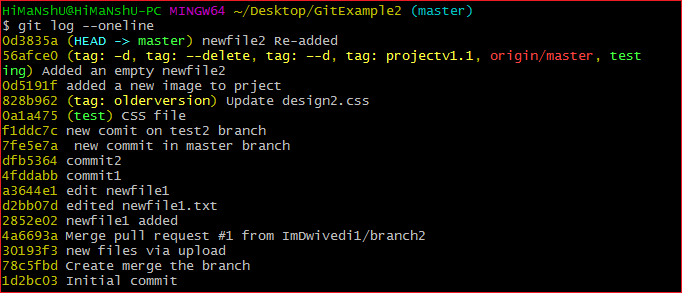 HiMaNshU@HiMaNshU-PC MINGW64 ~/Desktop/GitExample2 (master)
$ git log --oneline
0d3835a (HEAD -> master) newfile2 Re-added
56afce0 (tag: -d, tag: --delete, tag: --d, tag: projectv1.1, origin/master, test
ing) Added an empty newfile2
0d5191f added a new image to prject
828b962 (tag: olderversion) Update design2.css
0a1a475 (test) CSS file
f1ddc7c new comit on test2 branch
7fe5e7a  new commit in master branch
dfb5364 commit2
4fddabb commit1
a3644e1 edit newfile1
d2bb07d edited newfile1.txt
2852e02 newfile1 added
4a6693a Merge pull request #1 from ImDwivedi1/branch2
30193f3 new files via upload
78c5fbd Create merge the branch
1d2bc03 Initial commit